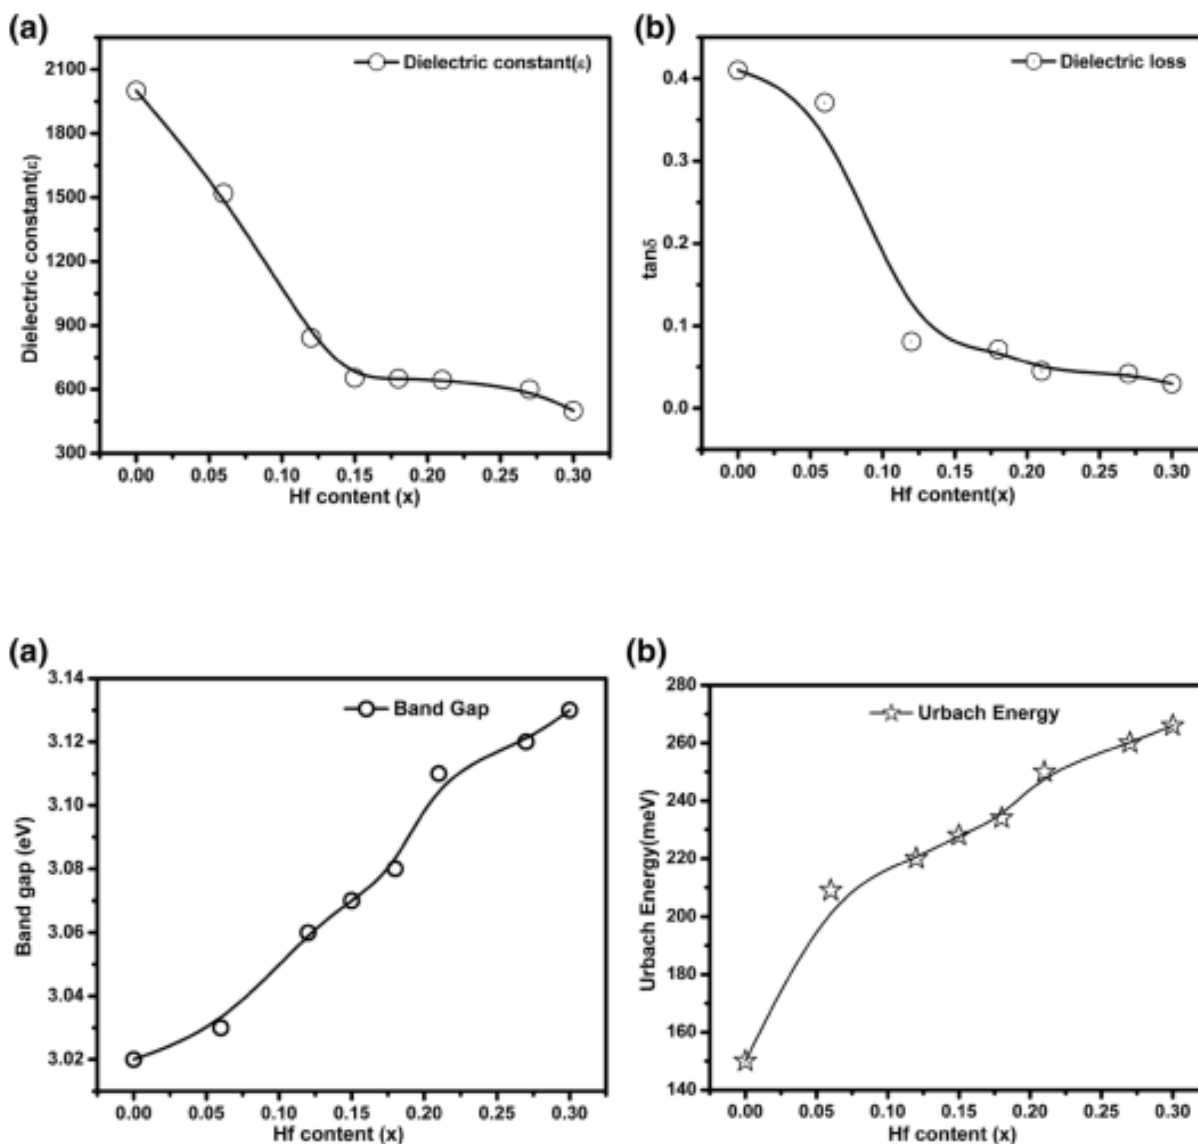 (a)
Dielectric constant(ε)
2100
1800
1500
1200
900
600
300
Dielectric constant(ε)
0.00 0.05 0.10 0.15 0.20 0.25 0.30
Hf content (x)
(b)
Dielectric loss
0.4
0.3
0.2
0.1
0.0
tanδ
0.00 0.05 0.10 0.15 0.20 0.25 0.30
Hf content(x)
(a)
Band Gap
3.14
3.12
3.10
3.08
3.06
3.04
3.02
Band gap (eV)
0.00 0.05 0.10 0.15 0.20 0.25 0.30
Hf content (x)
(b)
Urbach Energy
280
260
240
220
200
180
160
140
Urbach Energy(meV)
0.00 0.05 0.10 0.15 0.20 0.25 0.30
Hf content (x)